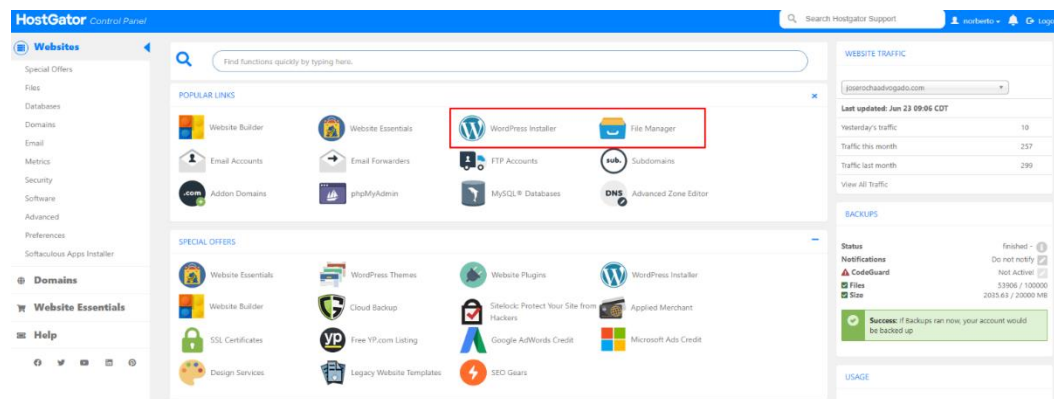 HostGator Control Panel
Search Hostgator Support
norberto
Logo
Websites
Special Offers
Files
Databases
Domains
Email
Metrics
Security
Software
Advanced
Preferences
Softaculous Apps Installer
Domains
Website Essentials
Help
Find functions quickly by typing here.
POPULAR LINKS
Website Builder
Website Essentials
WordPress Installer
File Manager
Email Accounts
Email Forwarders
FTP Accounts
sub.
Subdomains
.com
Addon Domains
phpMyAdmin
MySQL® Databases
DNS
Advanced Zone Editor
SPECIAL OFFERS
Website Essentials
WordPress Themes
Website Plugins
WordPress Installer
Website Builder
Cloud Backup
Sitelock: Protect Your Site from
Hackers
Applied Merchant
SSL Certificates
YP
Free YP.com Listing
Google AdWords Credit
Microsoft Ads Credit
Design Services
Legacy Website Templates
SEO Gears
WEBSITE TRAFFIC
joserochaadvogado.com
Last updated: Jun 23 09:06 CDT
Yesterday's traffic 10
Traffic this month 257
Traffic last month 299
View All Traffic
BACKUPS
Status finished -
Notifications Do not notify
CodeGuard Not Active!
Files 53906 / 100000
Size 2035.63 / 20000 MB
Success: If Backups ran now, your account would
be backed up
USAGE